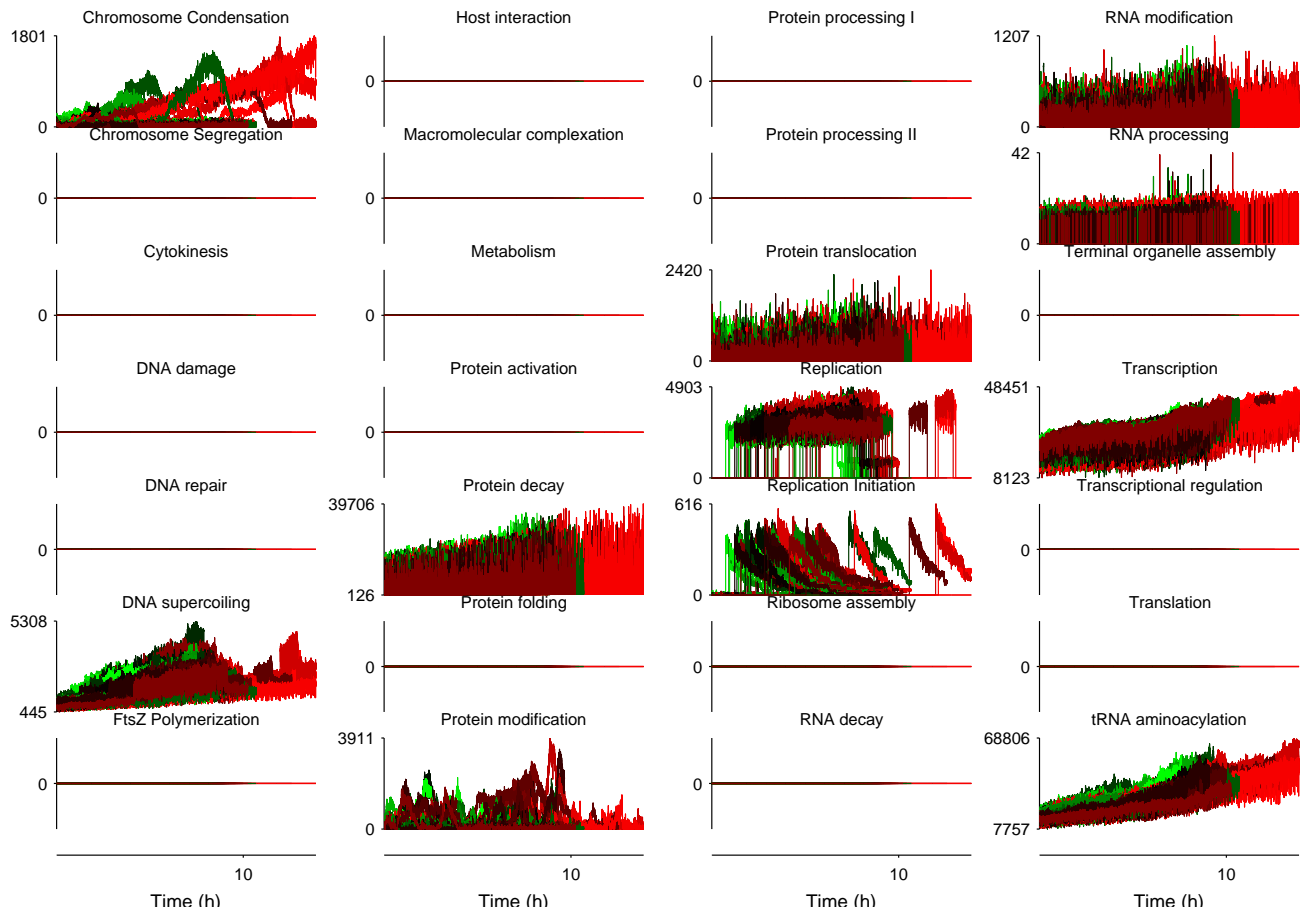 Chromosome Condensation
1801
0
Chromosome Segregation
0
Cytokinesis
0
DNA damage
0
DNA repair
0
DNA supercoiling
5308
445
FtsZ Polymerization
0
10
Time (h)
Host interaction
0
Macromolecular complexation
0
Metabolism
0
Protein activation
0
Protein decay
39706
126
Protein folding
0
Protein modification
3911
0
10
Time (h)
Protein processing I
0
Protein processing II
0
Protein translocation
2420
0
Replication
4903
0
Replication Initiation
616
0
Ribosome assembly
0
RNA decay
0
10
Time (h)
RNA modification
1207
0
RNA processing
42
0
Terminal organelle assembly
0
Transcription
48451
8123
Transcriptional regulation
0
Translation
0
tRNA aminoacylation
68806
7757
10
Time (h)